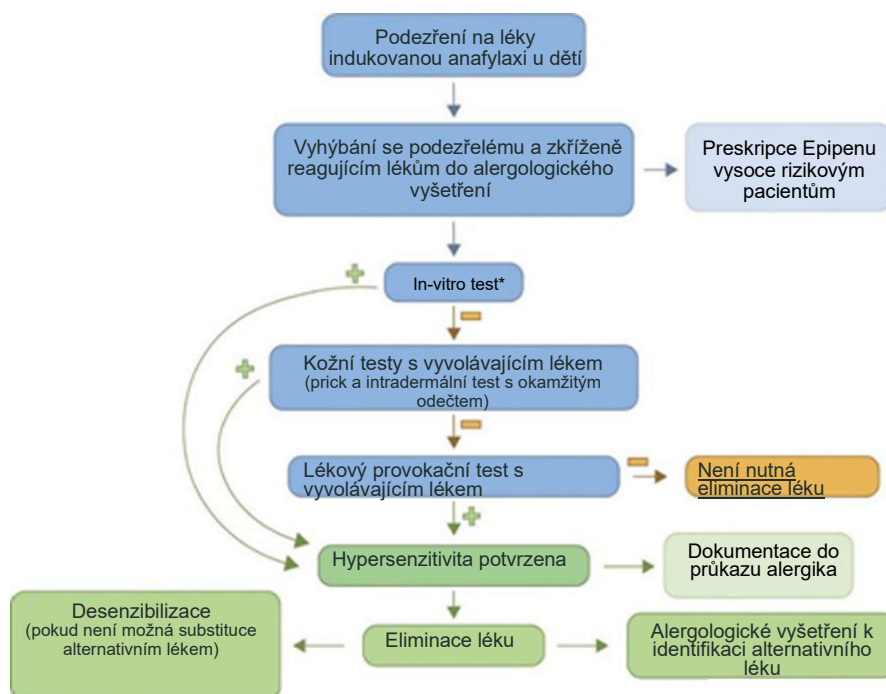 Podezření na léky
indukovanou anafylaxi u dětí
Vyhýbání se podezřelému a zkříženě
reagujícím lékům do alergologického
vyšetření
Preskripce Epipenu
vysoce rizikovým
pacientům
+
In-vitro test*
-
+
Kožní testy s vyvolávajícím lékem
(prick a intradermální test s okamžitým
odečtem)
-
Lékový provokační test s
vyvolávajícím lékem
-
Není nutná
eliminace léku
+
Hypersenzitivita potvrzena
Dokumentace do
průkazu alergika
Desenzibilizace
(pokud není možná substituce
alternativním lékem)
Eliminace léku
Alergologické vyšetření k
identifikaci alternativního
léku